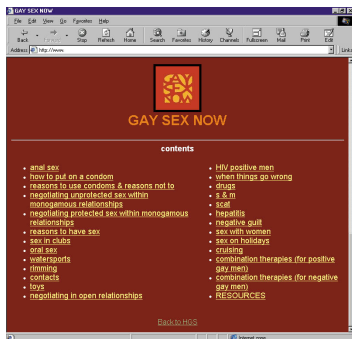 GAY SEX NOW
File Edit View Go Favorites Help
Back Forward Stop Refresh Home Search Favorites History Channels Fullscreen Mail Print Edit
Address http://www. Links
GAY
SEX
NOW
GAY SEX NOW
contents
anal sex
how to put on a condom
reasons to use condoms & reasons not to
negotiating unprotected sex within
monogamous relationships
negotiating protected sex within monogamous
relationships
reasons to have sex
sex in clubs
oral sex
watersports
rimming
contacts
toys
negotiating in open relationships
HIV positive men
when things go wrong
drugs
s & m
scat
hepatitis
negative guilt
sex with women
sex on holidays
cruising
combination therapies (for positive
gay men)
combination therapies (for negative
gay men)
RESOURCES
Back to HGS
Internet zone